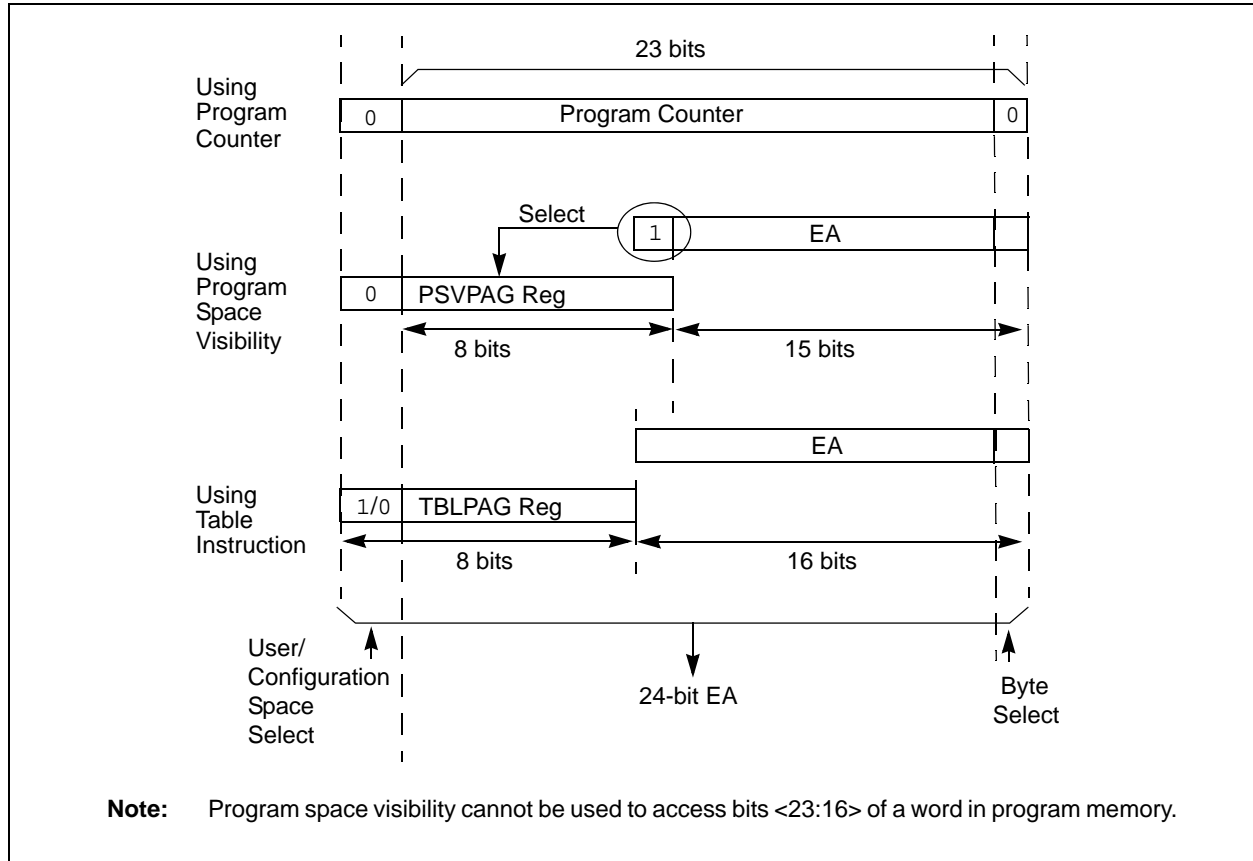 23 bits
Using
Program
Counter
0
Program Counter
0
Select
1
EA
Using
Program
Space
Visibility
0
PSVPAG Reg
8 bits
15 bits
EA
Using
Table
Instruction
1/0
TBLPAG Reg
8 bits
16 bits
User/
Configuration
Space
Select
24-bit EA
Byte
Select
Note: Program space visibility cannot be used to access bits <23:16> of a word in program memory.